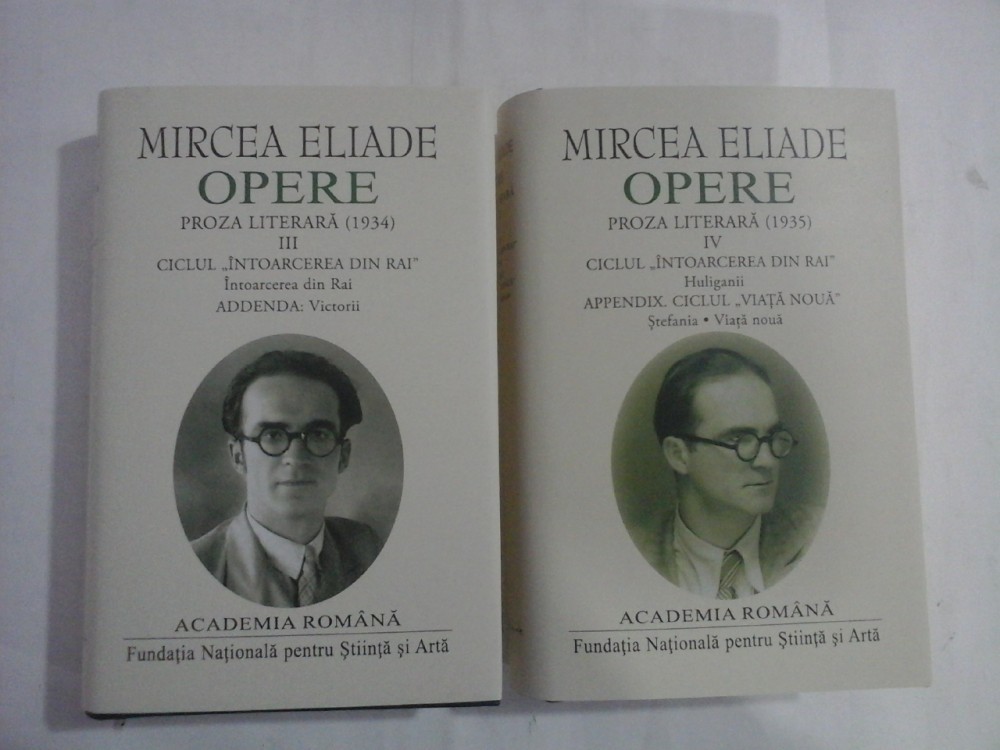 MIRCEA ELIADE
OPERE
PROZA LITERARĂ (1934)
III
CICLUL „ÎNTOARCEREA DIN RAI”
Întoarcerea din Rai
ADDENDA: Victorii
ACADEMIA ROMÂNĂ
Fundația Națională pentru Știință și Artă
MIRCEA ELIADE
OPERE
PROZA LITERARĂ (1935)
IV
CICLUL „ÎNTOARCEREA DIN RAI”
Huliganii
APPENDIX. CICLUL „VIAȚĂ NOUĂ”
Ștefania • Viață nouă
ACADEMIA ROMÂNĂ
Fundația Națională pentru Știință și Artă